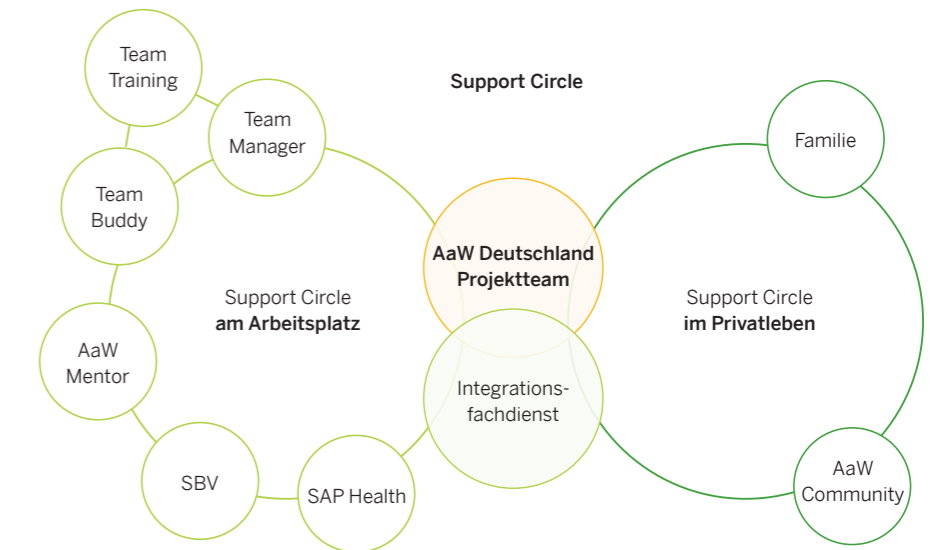 Team
Training
Support Circle
Team
Manager
Familie
Team
Buddy
AaW Deutschland
Projektteam
Support Circle
am Arbeitsplatz
Support Circle
im Privatleben
AaW
Mentor
Integrations-
fachdienst
SBV
SAP Health
AaW
Community